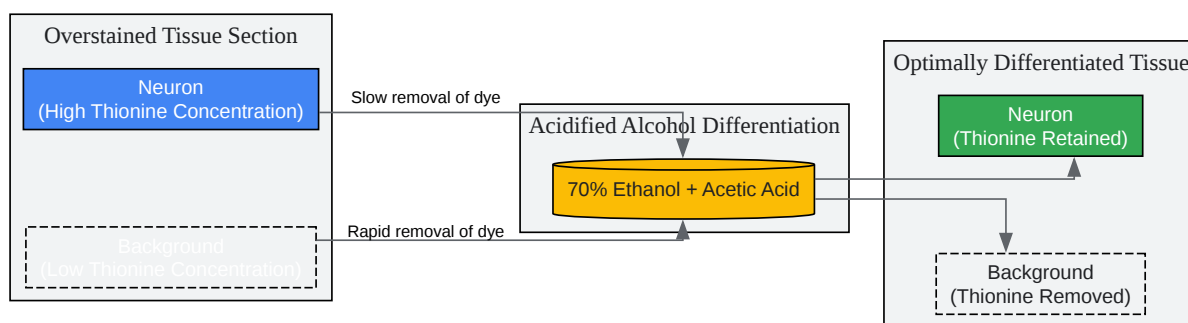 Overstained Tissue Section
Neuron
(High Thionine Concentration)
Background
(Low Thionine Concentration)
Slow removal of dye
Rapid removal of dye
Acidified Alcohol Differentiation
70% Ethanol + Acetic Acid
Optimally Differentiated Tissue
Neuron
(Thionine Retained)
Background
(Thionine Removed)